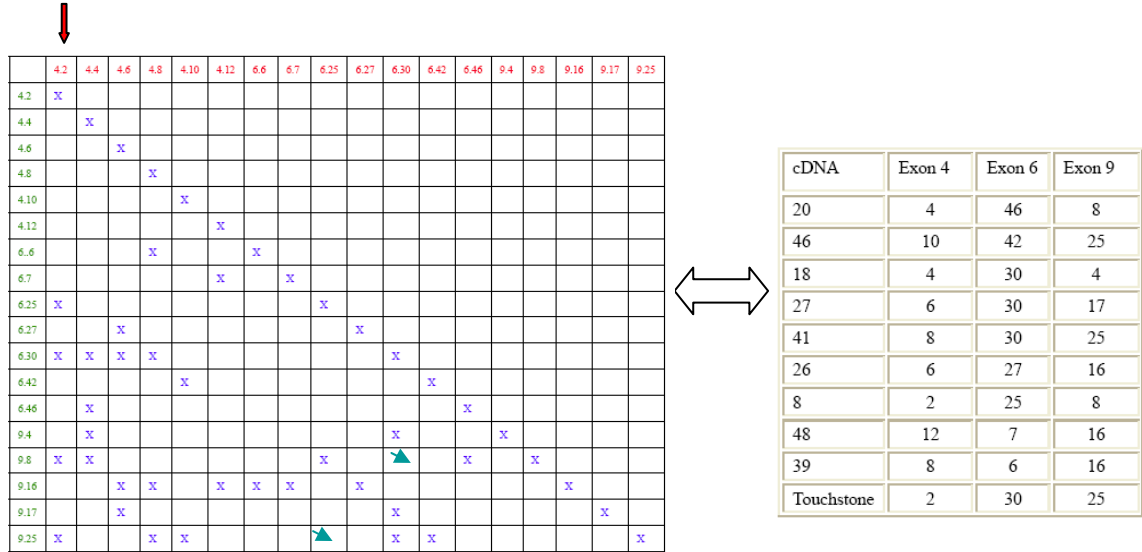 4.2 4.4 4.6 4.8 4.10 4.12 6.6 6.7 6.25 6.27 6.30 6.42 6.46 9.4 9.8 9.16 9.17 9.25
4.2 x
4.4 x
4.6 x
4.8 x
4.10 x
4.12 x
6..6 x x
6.7 x x
6.25 x x
6.27 x x
6.30 x x x x x
6.42 x x
6.46 x x
9.4 x x x
9.8 x x x x x
9.16 x x x x x x x
9.17 x x x
9.25 x x x x x x
cDNA Exon 4 Exon 6 Exon 9
20 4 46 8
46 10 42 25
18 4 30 4
27 6 30 17
41 8 30 25
26 6 27 16
8 2 25 8
48 12 7 16
39 8 6 16
Touchstone 2 30 25